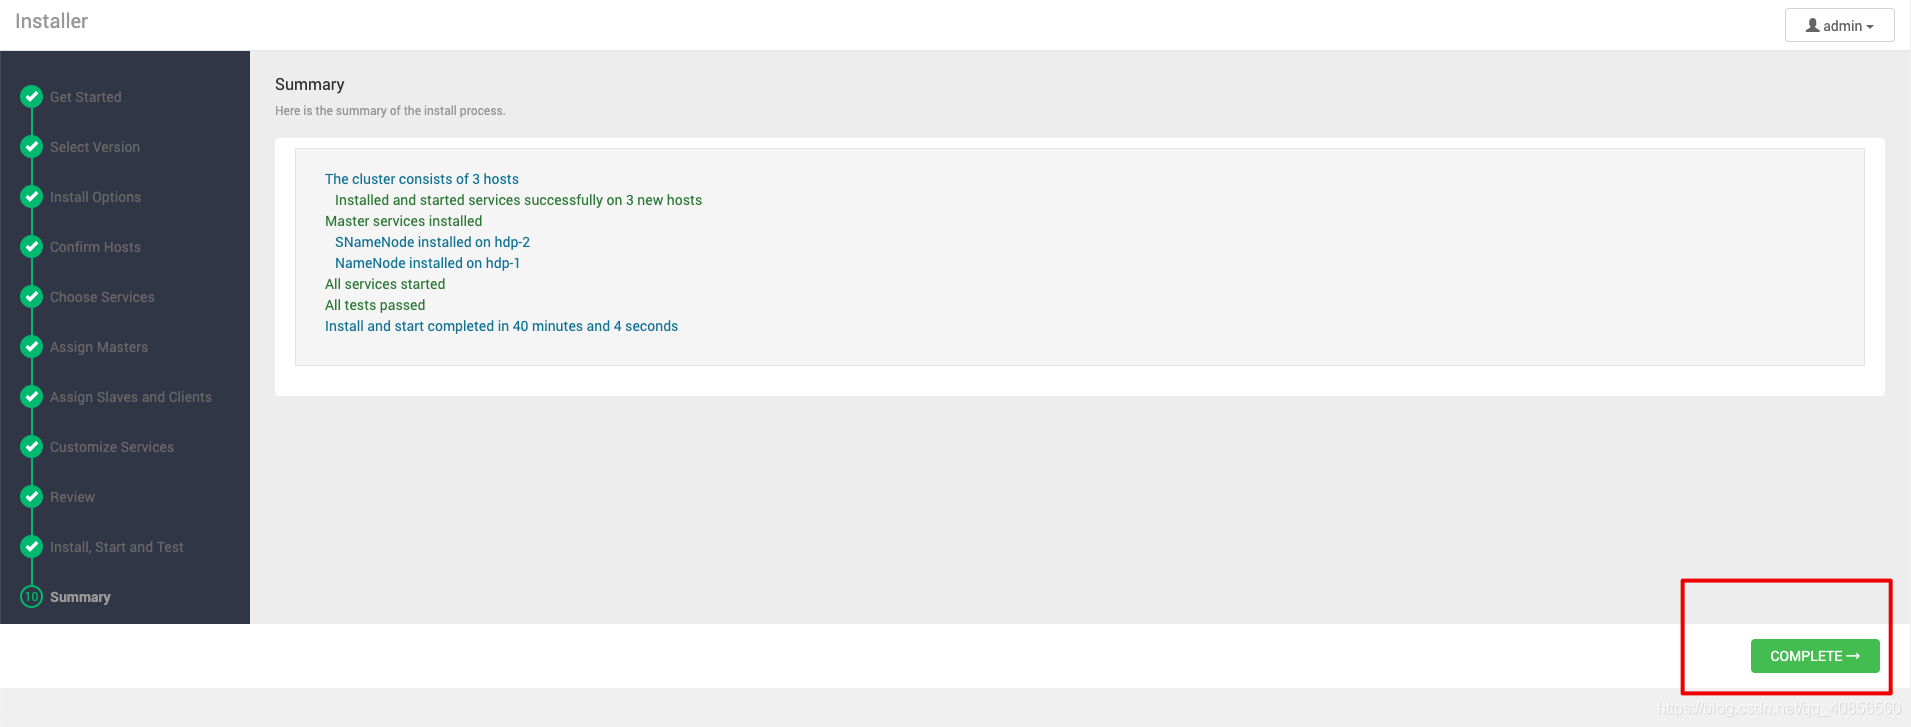 Installer
admin
Get Started
Select Version
Install Options
Confirm Hosts
Choose Services
Assign Masters
Assign Slaves and Clients
Customize Services
Review
Install, Start and Test
10 Summary
Summary
Here is the summary of the install process.
The cluster consists of 3 hosts
Installed and started services successfully on 3 new hosts
Master services installed
SNameNode installed on hdp-2
NameNode installed on hdp-1
All services started
All tests passed
Install and start completed in 40 minutes and 4 seconds
COMPLETE→
https://blog.csdn.net/qq_40856560